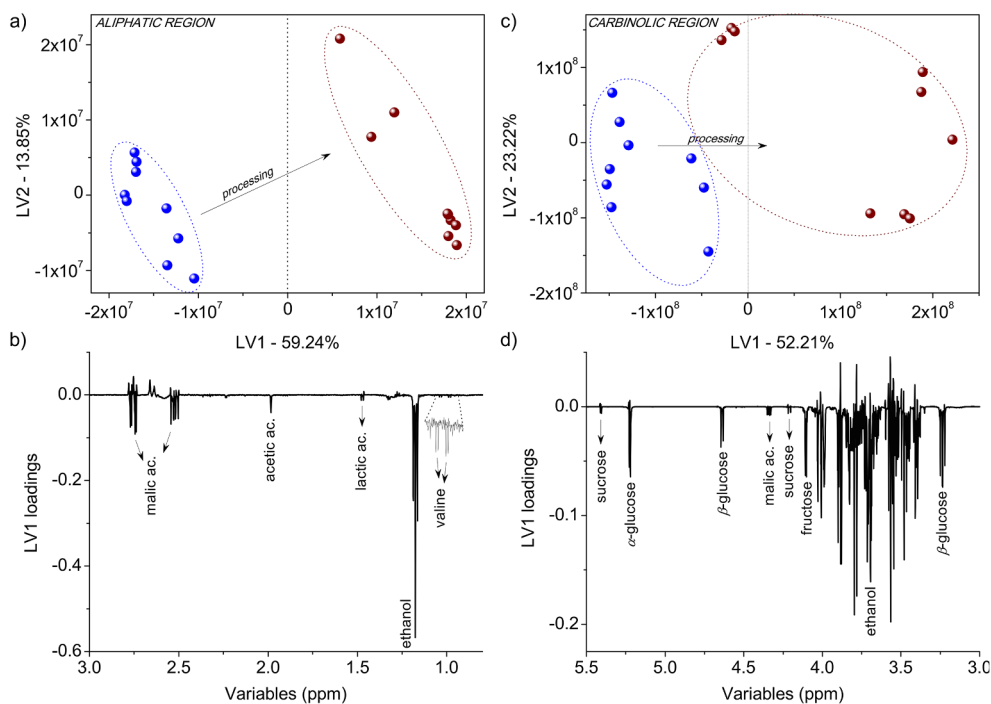 a)
ALIPHATIC REGION
2x10⁷
1x10⁷
0
-1x10⁷
LV2 - 13.85%
processing
-2x10⁷
-1x10⁷
0
1x10⁷
2x10⁷
LV1 - 59.24%
c)
CARBINOLIC REGION
1x10⁸
0
-1x10⁸
-2x10⁸
LV2 - 23.22%
processing
-1x10⁸
0
1x10⁸
2x10⁸
LV1 - 52.21%
b)
0.0
-0.2
-0.4
-0.6
LV1 loadings
malic ac.
acetic ac.
lactic ac.
ethanol
valine
3.0
2.5
2.0
1.5
1.0
Variables (ppm)
d)
0.0
-0.1
-0.2
LV1 loadings
sucrose
α-glucose
β-glucose
malic ac.
sucrose
fructose
ethanol
β-glucose
5.5
5.0
4.5
4.0
3.5
3.0
Variables (ppm)